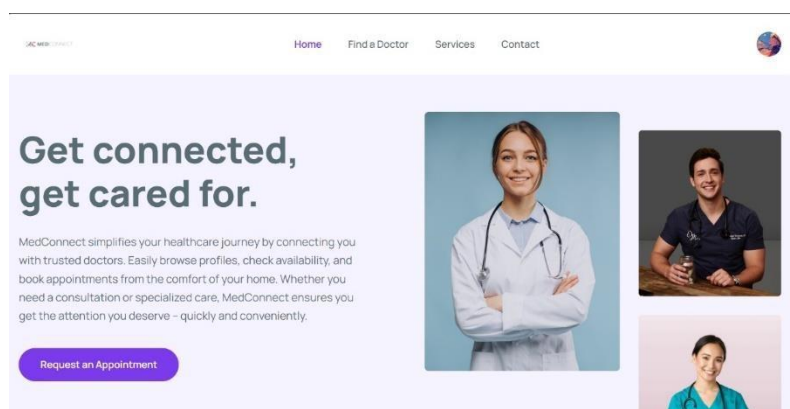 MEDCONNECT
Home Find a Doctor Services Contact
Get connected,
get cared for.
MedConnect simplifies your healthcare journey by connecting you
with trusted doctors. Easily browse profiles, check availability, and
book appointments from the comfort of your home. Whether you
need a consultation or specialized care, MedConnect ensures you
get the attention you deserve – quickly and conveniently.
Request an Appointment